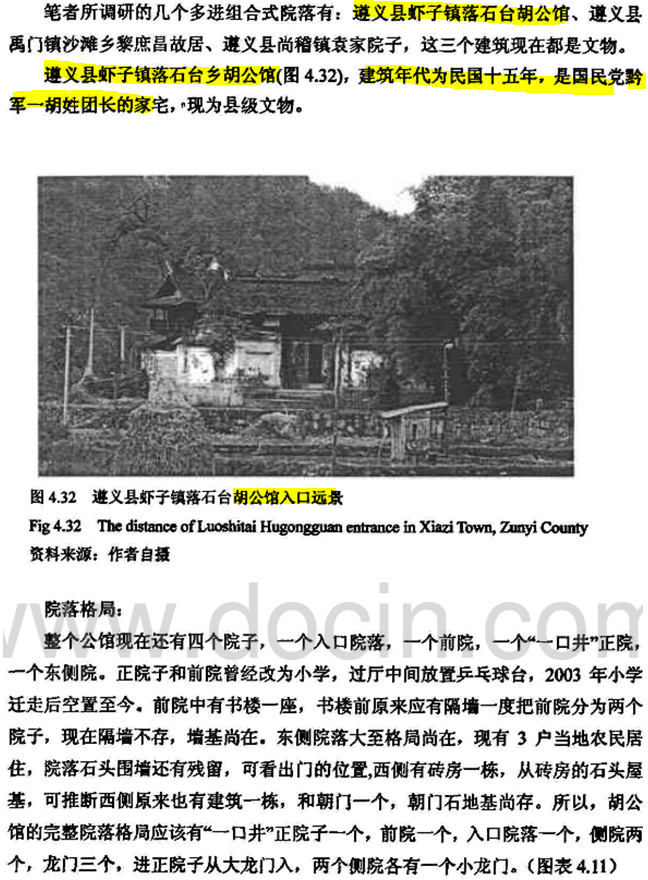 笔者所调研的几个多进组合式院落有：遵义县虾子镇落石台胡公馆、遵义县
禹门镇沙滩乡黎庶昌故居、遵义县尚稽镇袁家院子，这三个建筑现在都是文物。
遵义县虾子镇落石台乡胡公馆(图 4.32)，建筑年代为民国十五年，是国民党黔
军一胡姓团长的家宅，现为县级文物。
图 4.32 遵义县虾子镇落石台胡公馆入口远景
Fig 4.32 The distance of Luoshitai Hugongguan entrance in Xiazi Town, Zunyi County
资料来源：作者自摄
www.docin.com
院落格局：
整个公馆现在还有四个院子，一个入口院落，一个前院，一个“一口井”正院，
一个东侧院。正院子和前院曾经改为小学，过厅中间放置乒乓球台，2003 年小学
迁走后空置至今。前院中有书楼一座，书楼前原来应有隔墙一度把前院分为两个
院子，现在隔墙不存，墙基尚在。东侧院落大至格局尚在，现有 3 户当地农民居
住，院落石头围墙还有残留，可看出门的位置,西侧有砖房一栋，从砖房的石头屋
基，可推断西侧原来也有建筑一栋，和朝门一个，朝门石地基尚存。所以，胡公
馆的完整院落格局应该有“一口井”正院子一个，前院一个，入口院落一个，侧院两
个，龙门三个，进正院子从大龙门入，两个侧院各有一个小龙门。（图表 4.11）